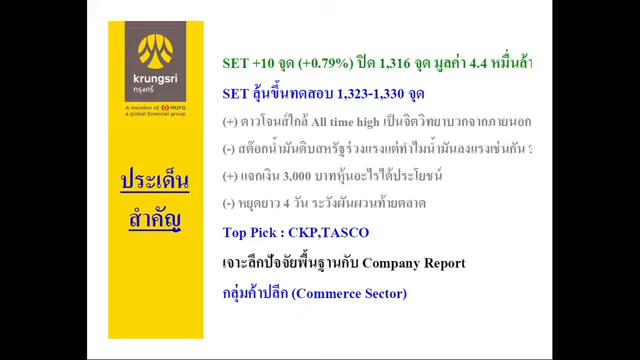 krungsri
กรุงศรี
A member of MUFG
a global financial group
ประเด็น
สำคัญ
SET +10 จุด (+0.79%) ปิด 1,316 จุด มูลค่า 4.4 หมื่นล้า
SET ลุ้นขึ้นทดสอบ 1,323-1,330 จุด
(+) ดาวโจนส์ใกล้ All time high เป็นจิตวิทยาบวกจากภายนอก
(-) สต๊อกน้ำมันดิบสหรัฐร่วงแรงแต่ทำไมน้ำมันลงแรงเช่นกัน ?
(+) แจกเงิน 3,000 บาทหุ้นอะไรได้ประโยชน์
(-) หยุดยาว 4 วัน ระวังผันผวนท้ายตลาด
Top Pick : CKP,TASCO
เจาะลึกปัจจัยพื้นฐานกับ Company Report
กลุ่มค้าปลีก (Commerce Sector)